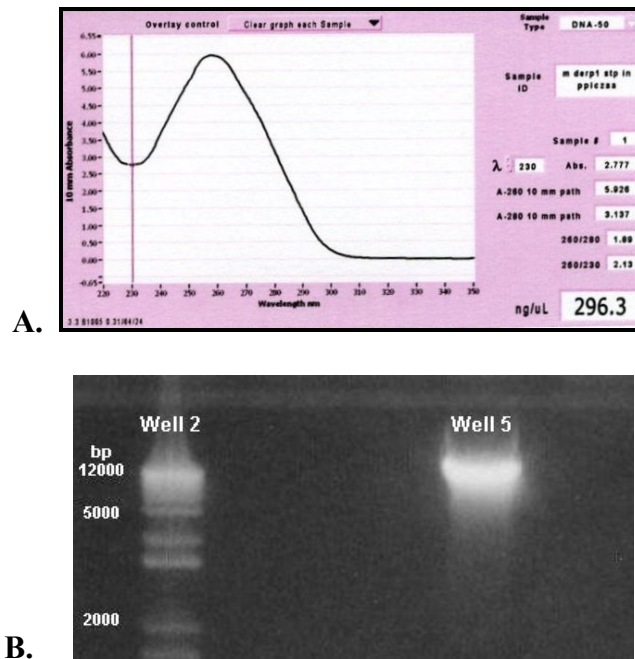 Overlay control Clear graph each Sample
Sample Type DNA-50
Sample ID
6.55
6.00
5.50
5.00
4.50
4.00
3.50
3.00
2.50
2.00
1.50
1.00
0.50
0.00
-0.65
10 mm Absorbance
220 230 240 250 260 270 280 290 300 310 320 330 340 350
Wavelength nm
Sample # 1
λ 230 Abs. 2.777
A-260 10 mm path 5.926
A-280 10 mm path 3.137
260/280 1.89
260/230 2.13
ng/uL 296.3
A.
Well 2 Well 5
bp
12000
5000
2000
B.